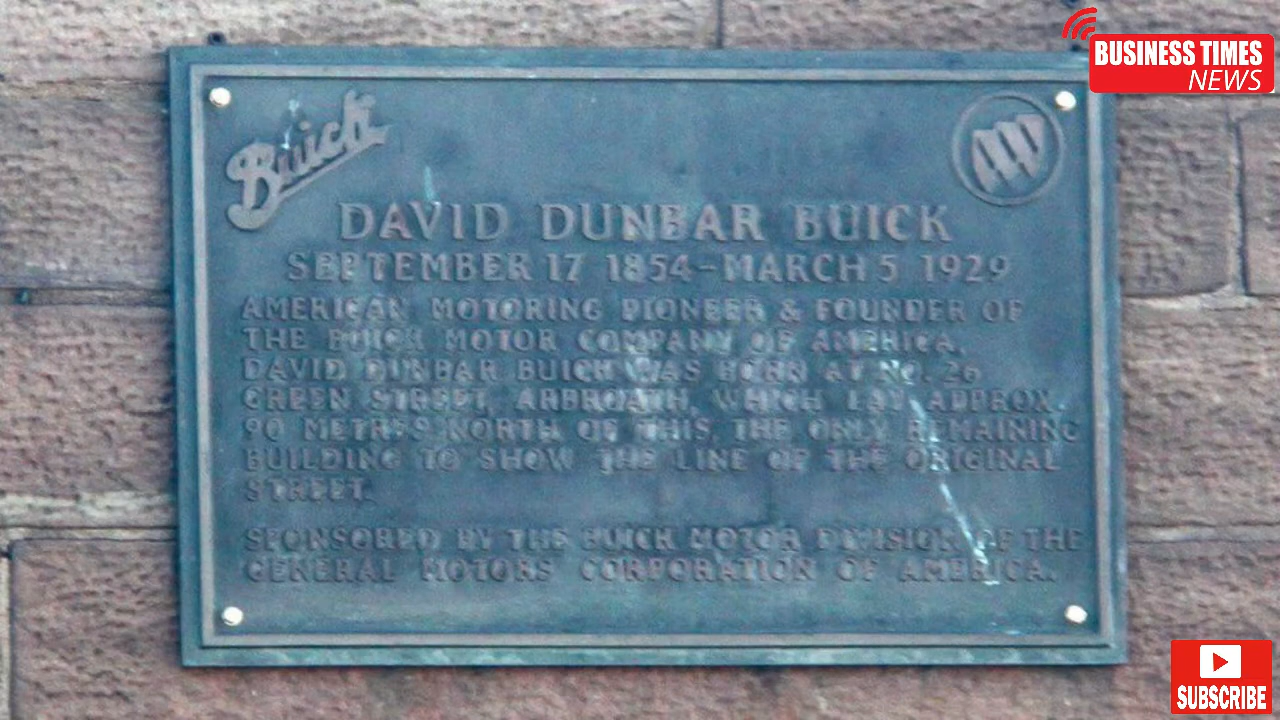 BUSINESS TIMES
NEWS
Buick
DAVID DUNBAR BUICK
SEPTEMBER 17 1854-MARCH 5 1929
AMERICAN MOTORING PIONEER & FOUNDER OF
THE BUICK MOTOR COMPANY OF AMERICA.
DAVID DUNBAR BUICK WAS BORN AT NO. 26
GREEN STREET, ARBROATH, WHICH LAY APPROX.
90 METRES NORTH OF THIS, THE ONLY REMAINING
BUILDING TO SHOW THE LINE OF THE ORIGINAL
STREET.
SPONSORED BY THE BUICK MOTOR DIVISION OF THE
GENERAL MOTORS CORPORATION OF AMERICA.
SUBSCRIBE